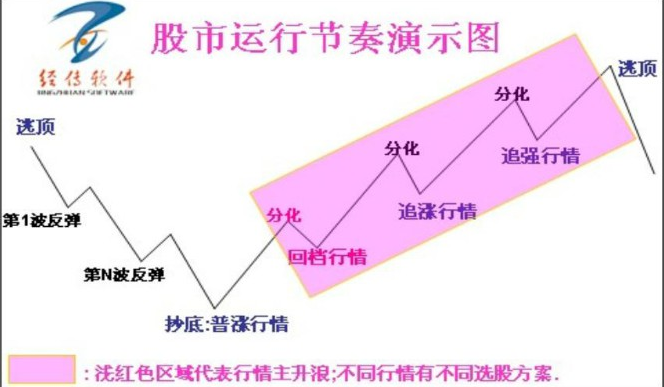 股市运行节奏演示图
经传软件
JINGZHUAN SOFTWARE
逃顶
逃顶
分化
分化
追强行情
分化
追涨行情
第1波反弹
回档行情
第N波反弹
抄底:普涨行情
:浅红色区域代表行情主升浪;不同行情有不同选股方案.